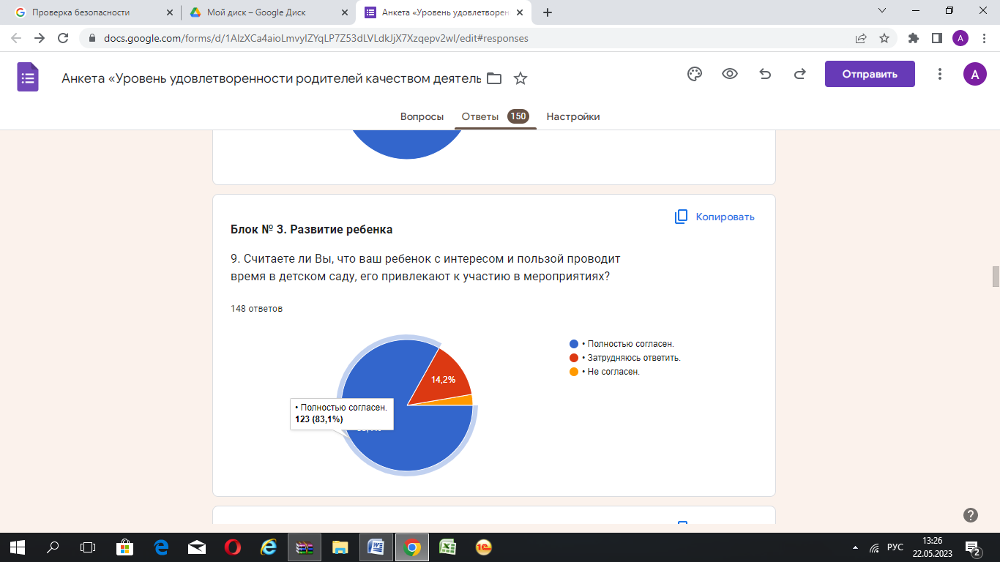 Проверка безопасности
Мой диск – Google Диск
Анкета «Уровень удовлетворен
docs.google.com/forms/d/1AlzXCa4aioLmvylZYqLP7Z53dLVLdkJjX7Xzqepv2wI/edit#responses
A
Анкета «Уровень удовлетворенности родителей качеством деятель
Отправить
A
Вопросы
Ответы 150
Настройки
Копировать
Блок № 3. Развитие ребенка
9. Считаете ли Вы, что ваш ребенок с интересом и пользой проводит
время в детском саду, его привлекают к участию в мероприятиях?
148 ответов
• Полностью согласен.
• Затрудняюсь ответить.
• Не согласен.
14,2%
• Полностью согласен.
123 (83,1%)
РУС
13:26
22.05.2023
2